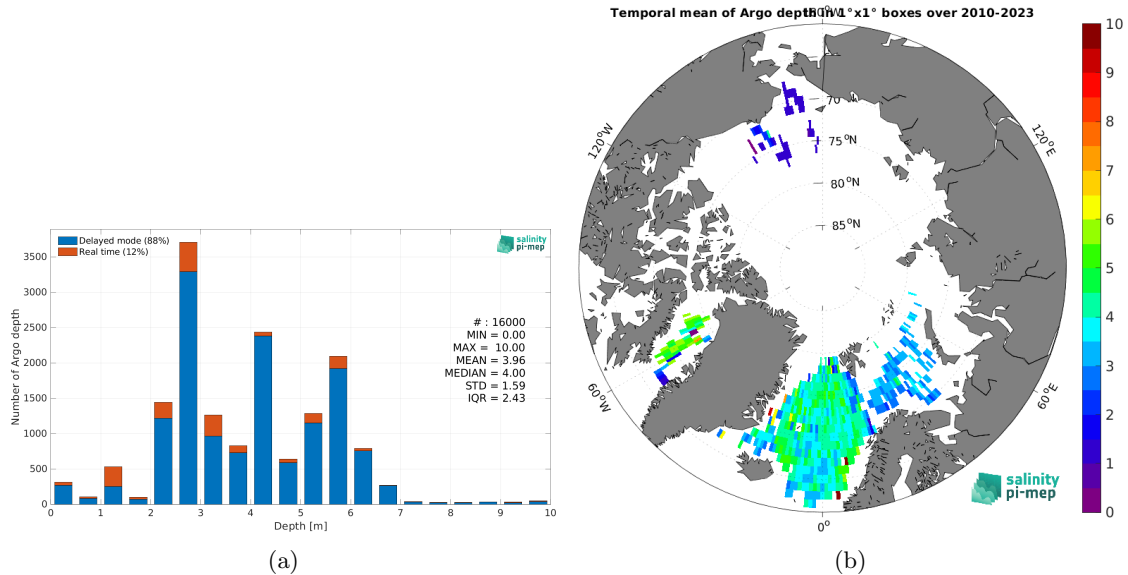 Delayed mode (88%)
Real time (12%)
salinity
pi-mep
Number of Argo depth
3500
3000
2500
2000
1500
1000
500
0
# : 16000
MIN = 0.00
MAX = 10.00
MEAN = 3.96
MEDIAN = 4.00
STD = 1.59
IQR = 2.43
0 1 2 3 4 5 6 7 8 9 10
Depth [m]
(a)
Temporal mean of Argo depth in 1°x1° boxes over 2010-2023
180°W
120°W
120°E
60°W
60°E
0°
70°N
75°N
80°N
85°N
10
9
8
7
6
5
4
3
2
1
0
salinity
pi-mep
(b)